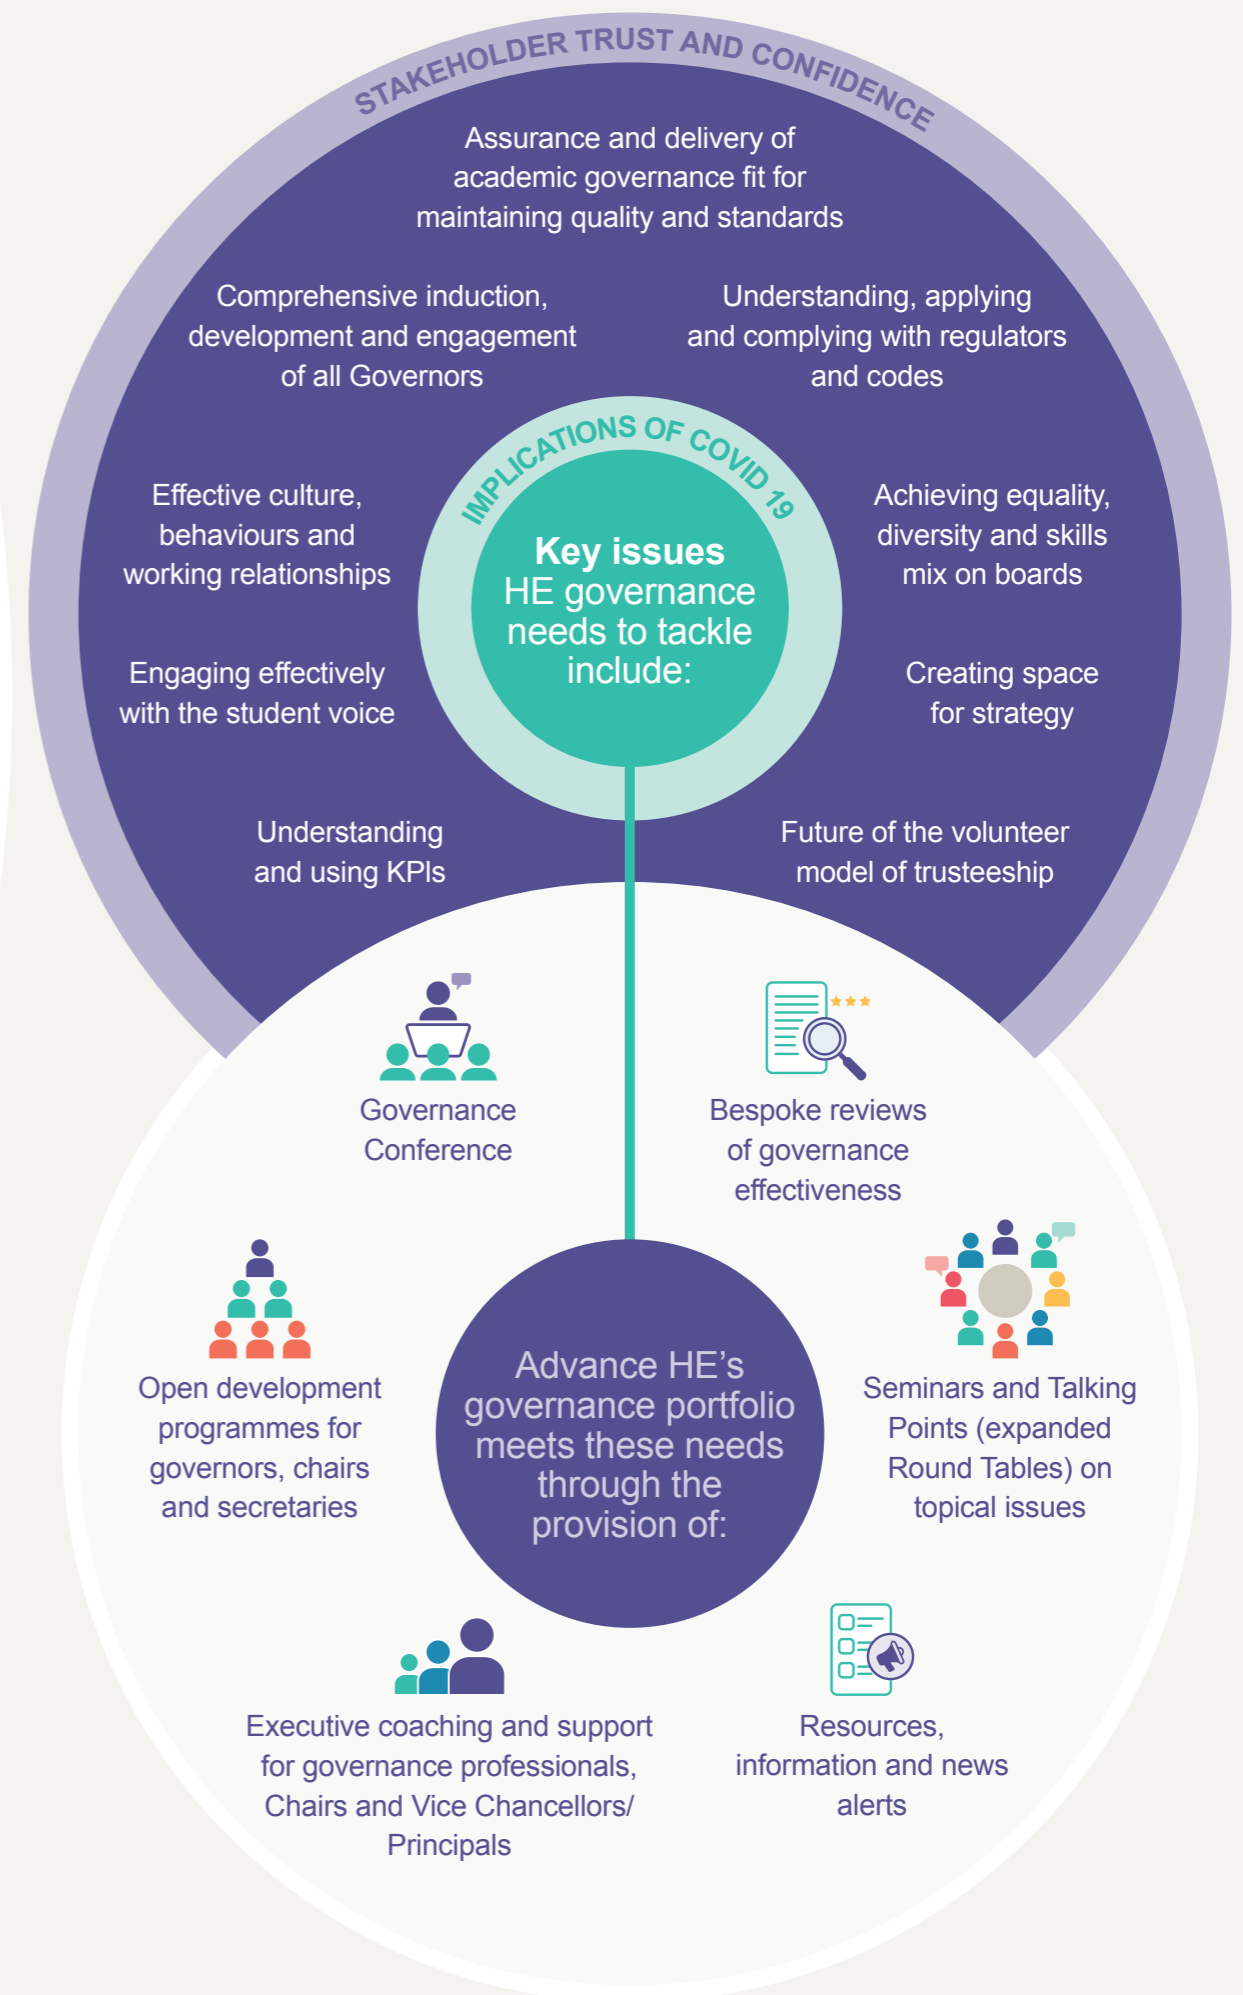 STAKEHOLDER TRUST AND CONFIDENCE
Assurance and delivery of
academic governance fit for
maintaining quality and standards
Comprehensive induction,
development and engagement
of all Governors
Understanding, applying
and complying with regulators
and codes
IMPLICATIONS OF COVID 19
Key issues
HE governance
needs to tackle
include:
Effective culture,
behaviours and
working relationships
Achieving equality,
diversity and skills
mix on boards
Engaging effectively
with the student voice
Creating space
for strategy
Understanding
and using KPIs
Future of the volunteer
model of trusteeship
Governance
Conference
Bespoke reviews
of governance
effectiveness
Open development
programmes for
governors, chairs
and secretaries
Advance HE’s
governance portfolio
meets these needs
through the
provision of:
Seminars and Talking
Points (expanded
Round Tables) on
topical issues
Executive coaching and support
for governance professionals,
Chairs and Vice Chancellors/
Principals
Resources,
information and news
alerts